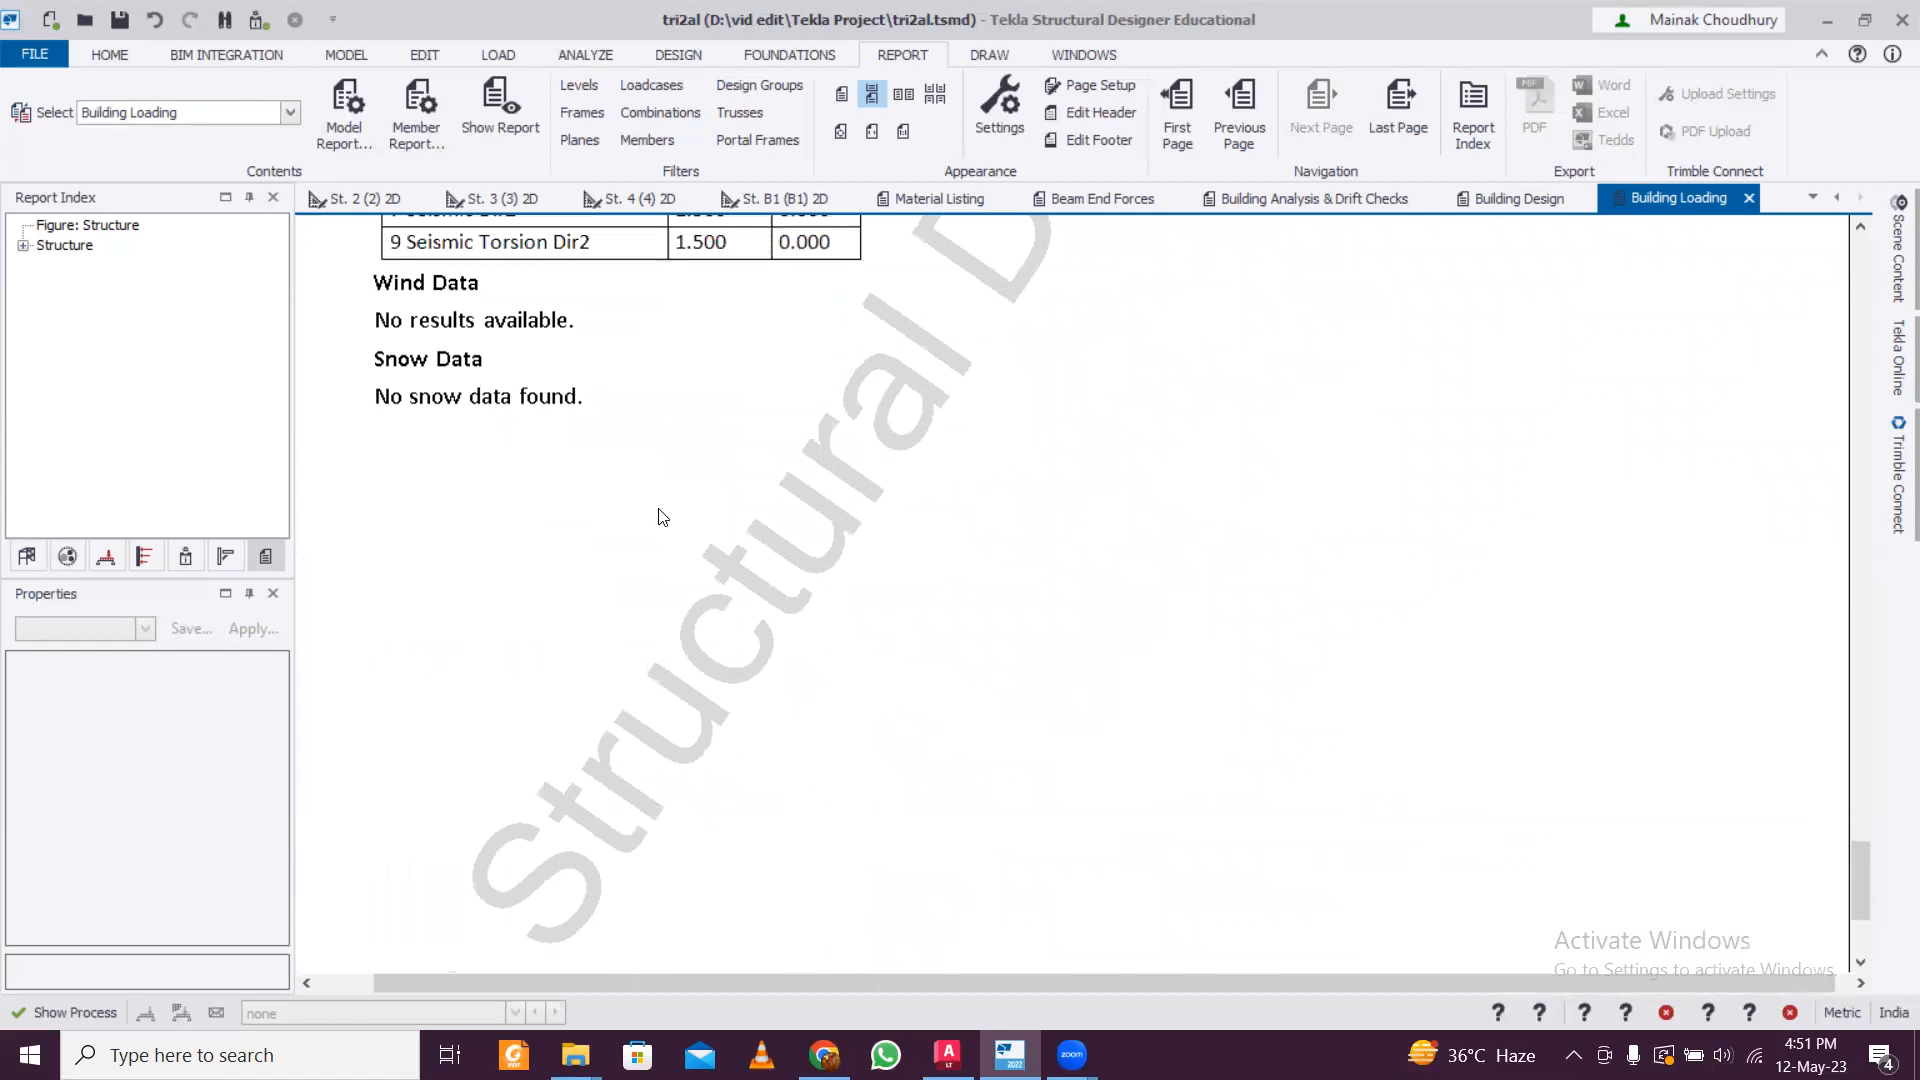 tri2al (D:\vid edit\Tekla Project\tri2al.tsmd) - Tekla Structural Designer Educational
Mainak Choudhury
FILE HOME BIM INTEGRATION MODEL EDIT LOAD ANALYZE DESIGN FOUNDATIONS REPORT DRAW WINDOWS
Select Building Loading
Model Report...
Member Report...
Show Report
Contents
Levels Loadcases Design Groups
Frames Combinations Trusses
Planes Members Portal Frames
Filters
Settings
Page Setup
Edit Header
Edit Footer
Appearance
First Page
Previous Page
Next Page
Last Page
Report Index
Navigation
PDF
Word
Excel
Tedds
Export
Upload Settings
PDF Upload
Trimble Connect
Report Index
St. 2 (2) 2D
St. 3 (3) 2D
St. 4 (4) 2D
St. B1 (B1) 2D
Material Listing
Beam End Forces
Building Analysis & Drift Checks
Building Design
Building Loading
Figure: Structure
Structure
9 Seismic Torsion Dir2 1.500 0.000
Wind Data
No results available.
Snow Data
No snow data found.
Structural D
Scene Content
Tekla Online
Trimble Connect
Properties
Save... Apply...
Activate Windows
Go to Settings to activate Windows.
Show Process
none
Metric
India
Type here to search
PDF
LT
2022
zoom
36°C Haze
4:51 PM
12-May-23
4